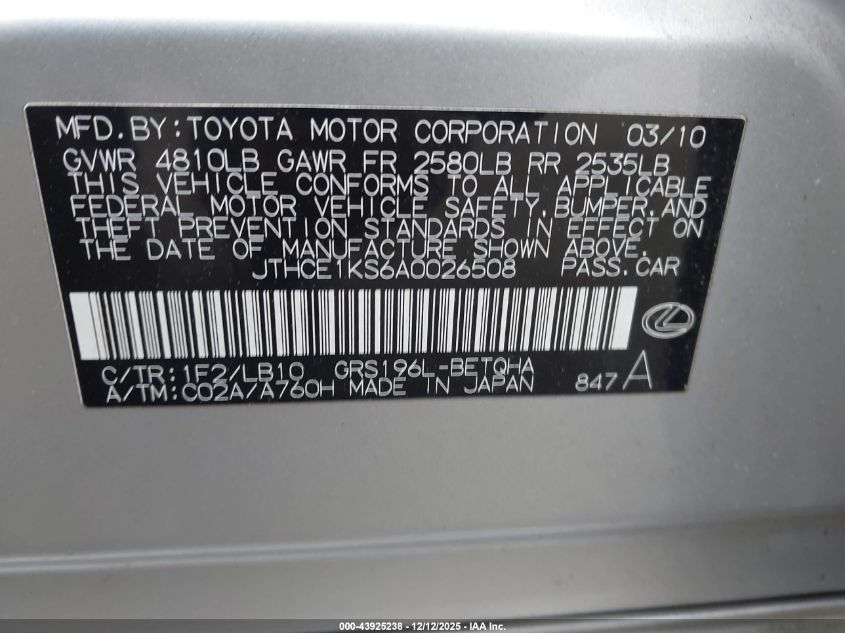 MFD. BY: TOYOTA MOTOR CORPORATION 03/10
GVWR 4810LB GAWR FR 2580LB RR 2535LB
THIS VEHICLE CONFORMS TO ALL APPLICABLE
FEDERAL MOTOR VEHICLE SAFETY, BUMPER, AND
THEFT PREVENTION STANDARDS IN EFFECT ON
THE DATE OF MANUFACTURE SHOWN ABOVE.
JTHCE1KS6A0026508 PASS. CAR
C/TR: 1F2/LB10 GRS196L-BETQHA
A/TM: C02A/A760H MADE IN JAPAN 847 A
000-43925238 - 12/12/2025 - IAA Inc.